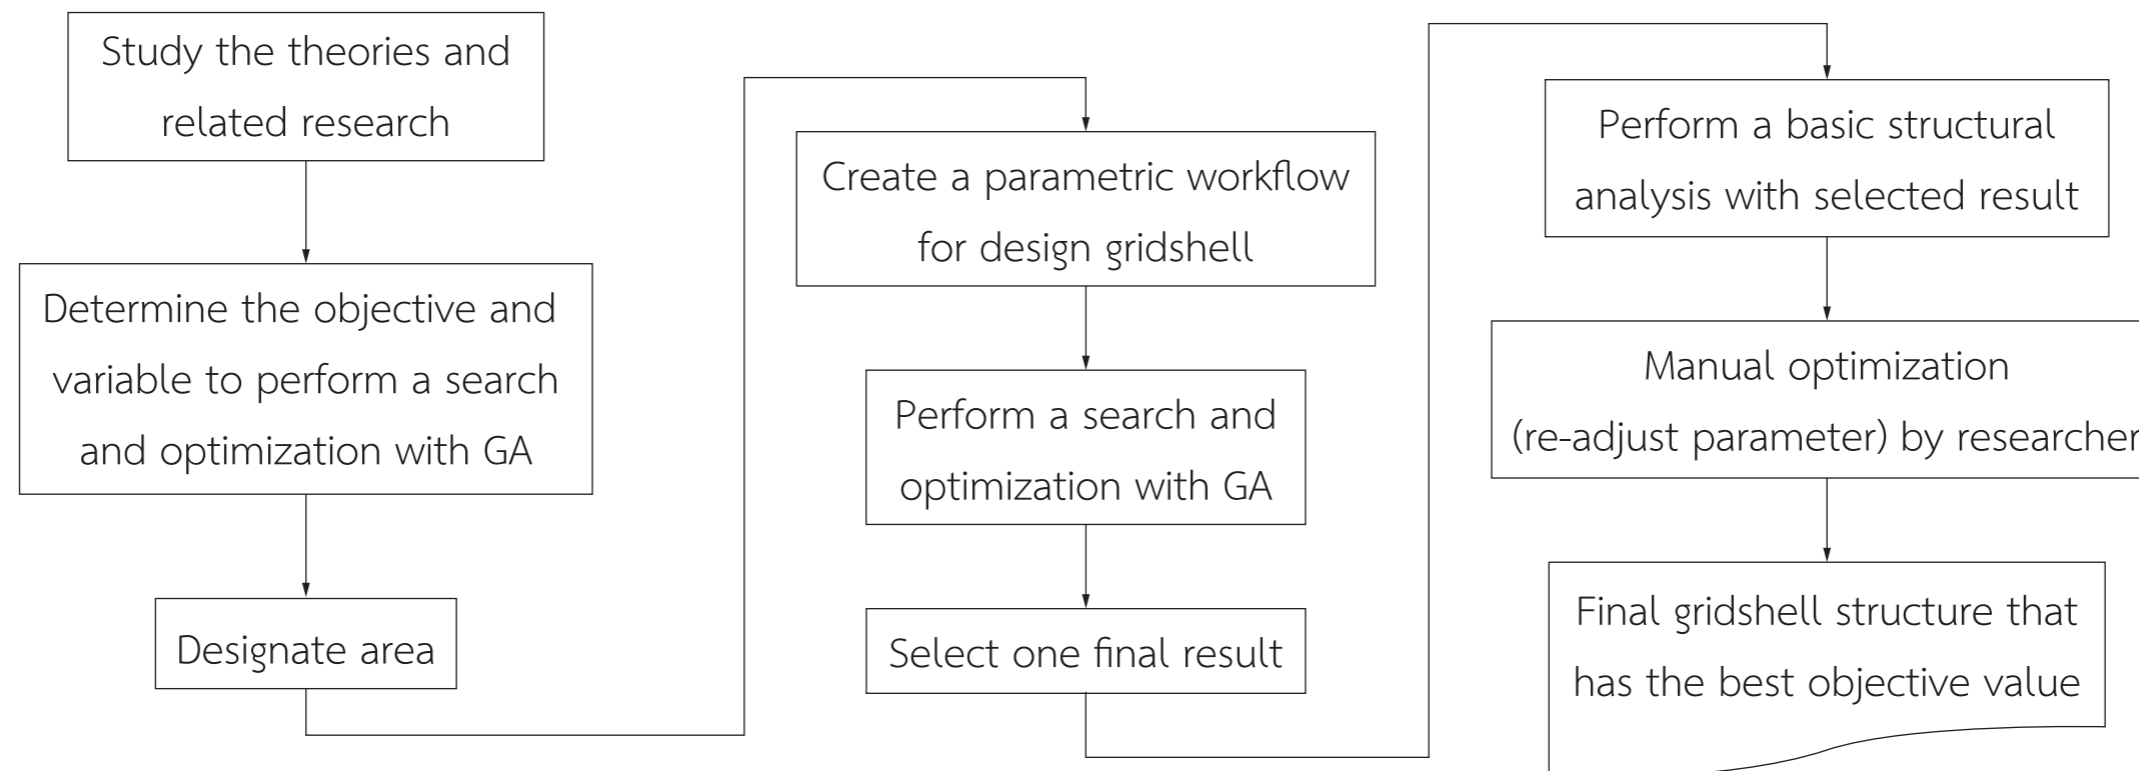 Study the theories and
related research
Determine the objective and
variable to perform a search
and optimization with GA
Designate area
Create a parametric workflow
for design gridshell
Perform a search and
optimization with GA
Select one final result
Perform a basic structural
analysis with selected result
Manual optimization
(re-adjust parameter) by researcher
Final gridshell structure that
has the best objective value